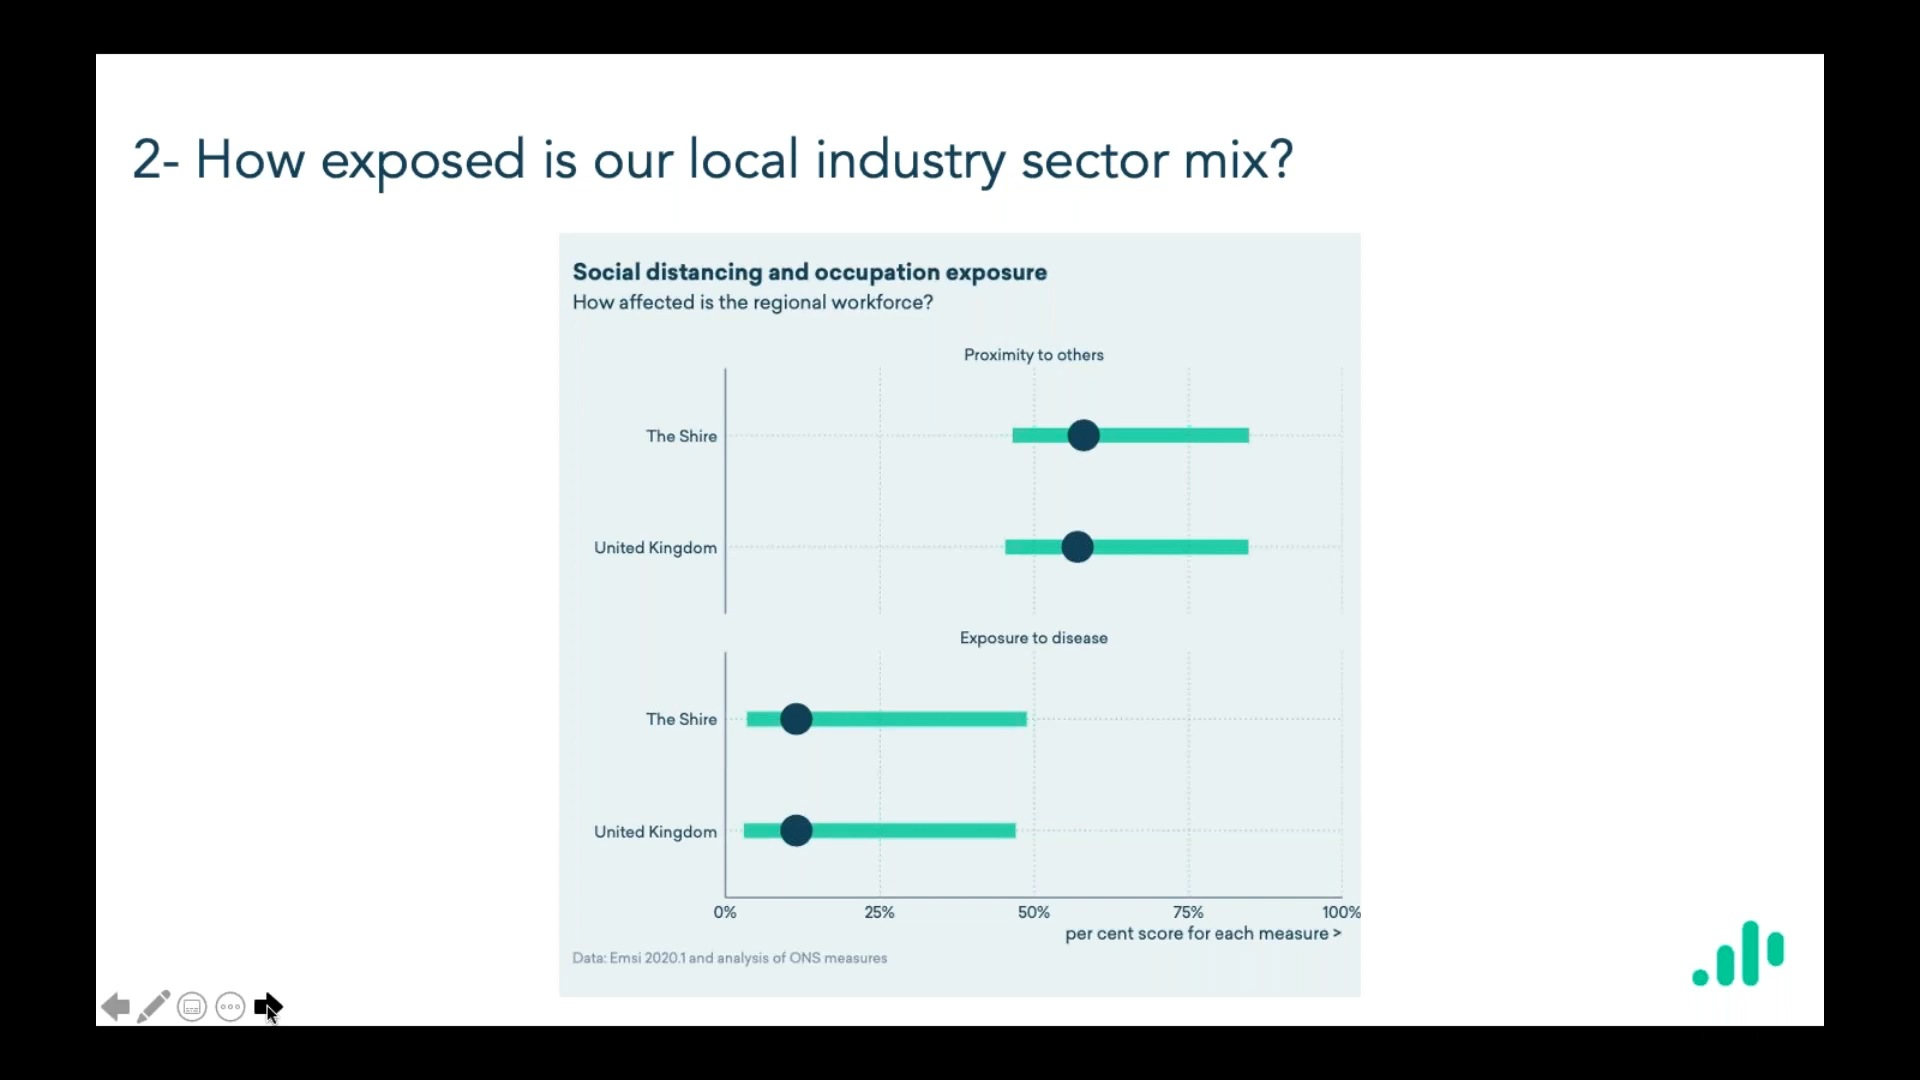 2- How exposed is our local industry sector mix?
Social distancing and occupation exposure
How affected is the regional workforce?
Proximity to others
The Shire
United Kingdom
Exposure to disease
The Shire
United Kingdom
0% 25% 50% 75% 100%
per cent score for each measure >
Data: Emsi 2020.1 and analysis of ONS measures